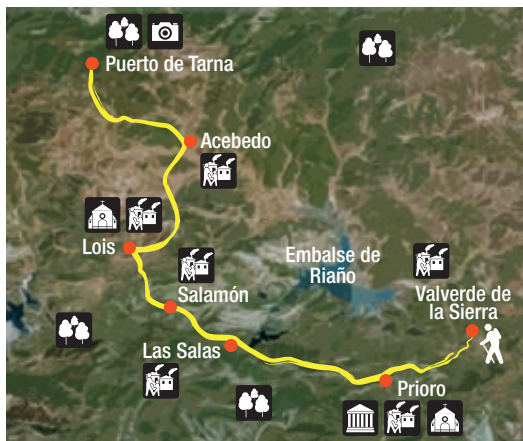 Puerto de Tarna
Acebedo
Lois
Embalse de
Riaño
Salamón
Valverde de
la Sierra
Las Salas
Prioro